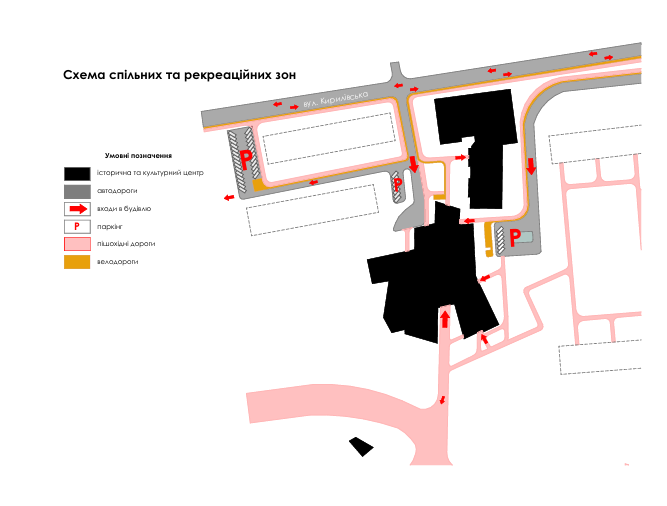 Схема спільних та рекреаційних зон
вул. Кирилівська
P
P
P
Умовні позначення
історична та культурний центр
автодороги
входи в будівлю
P паркінг
пішохідні дороги
велодороги